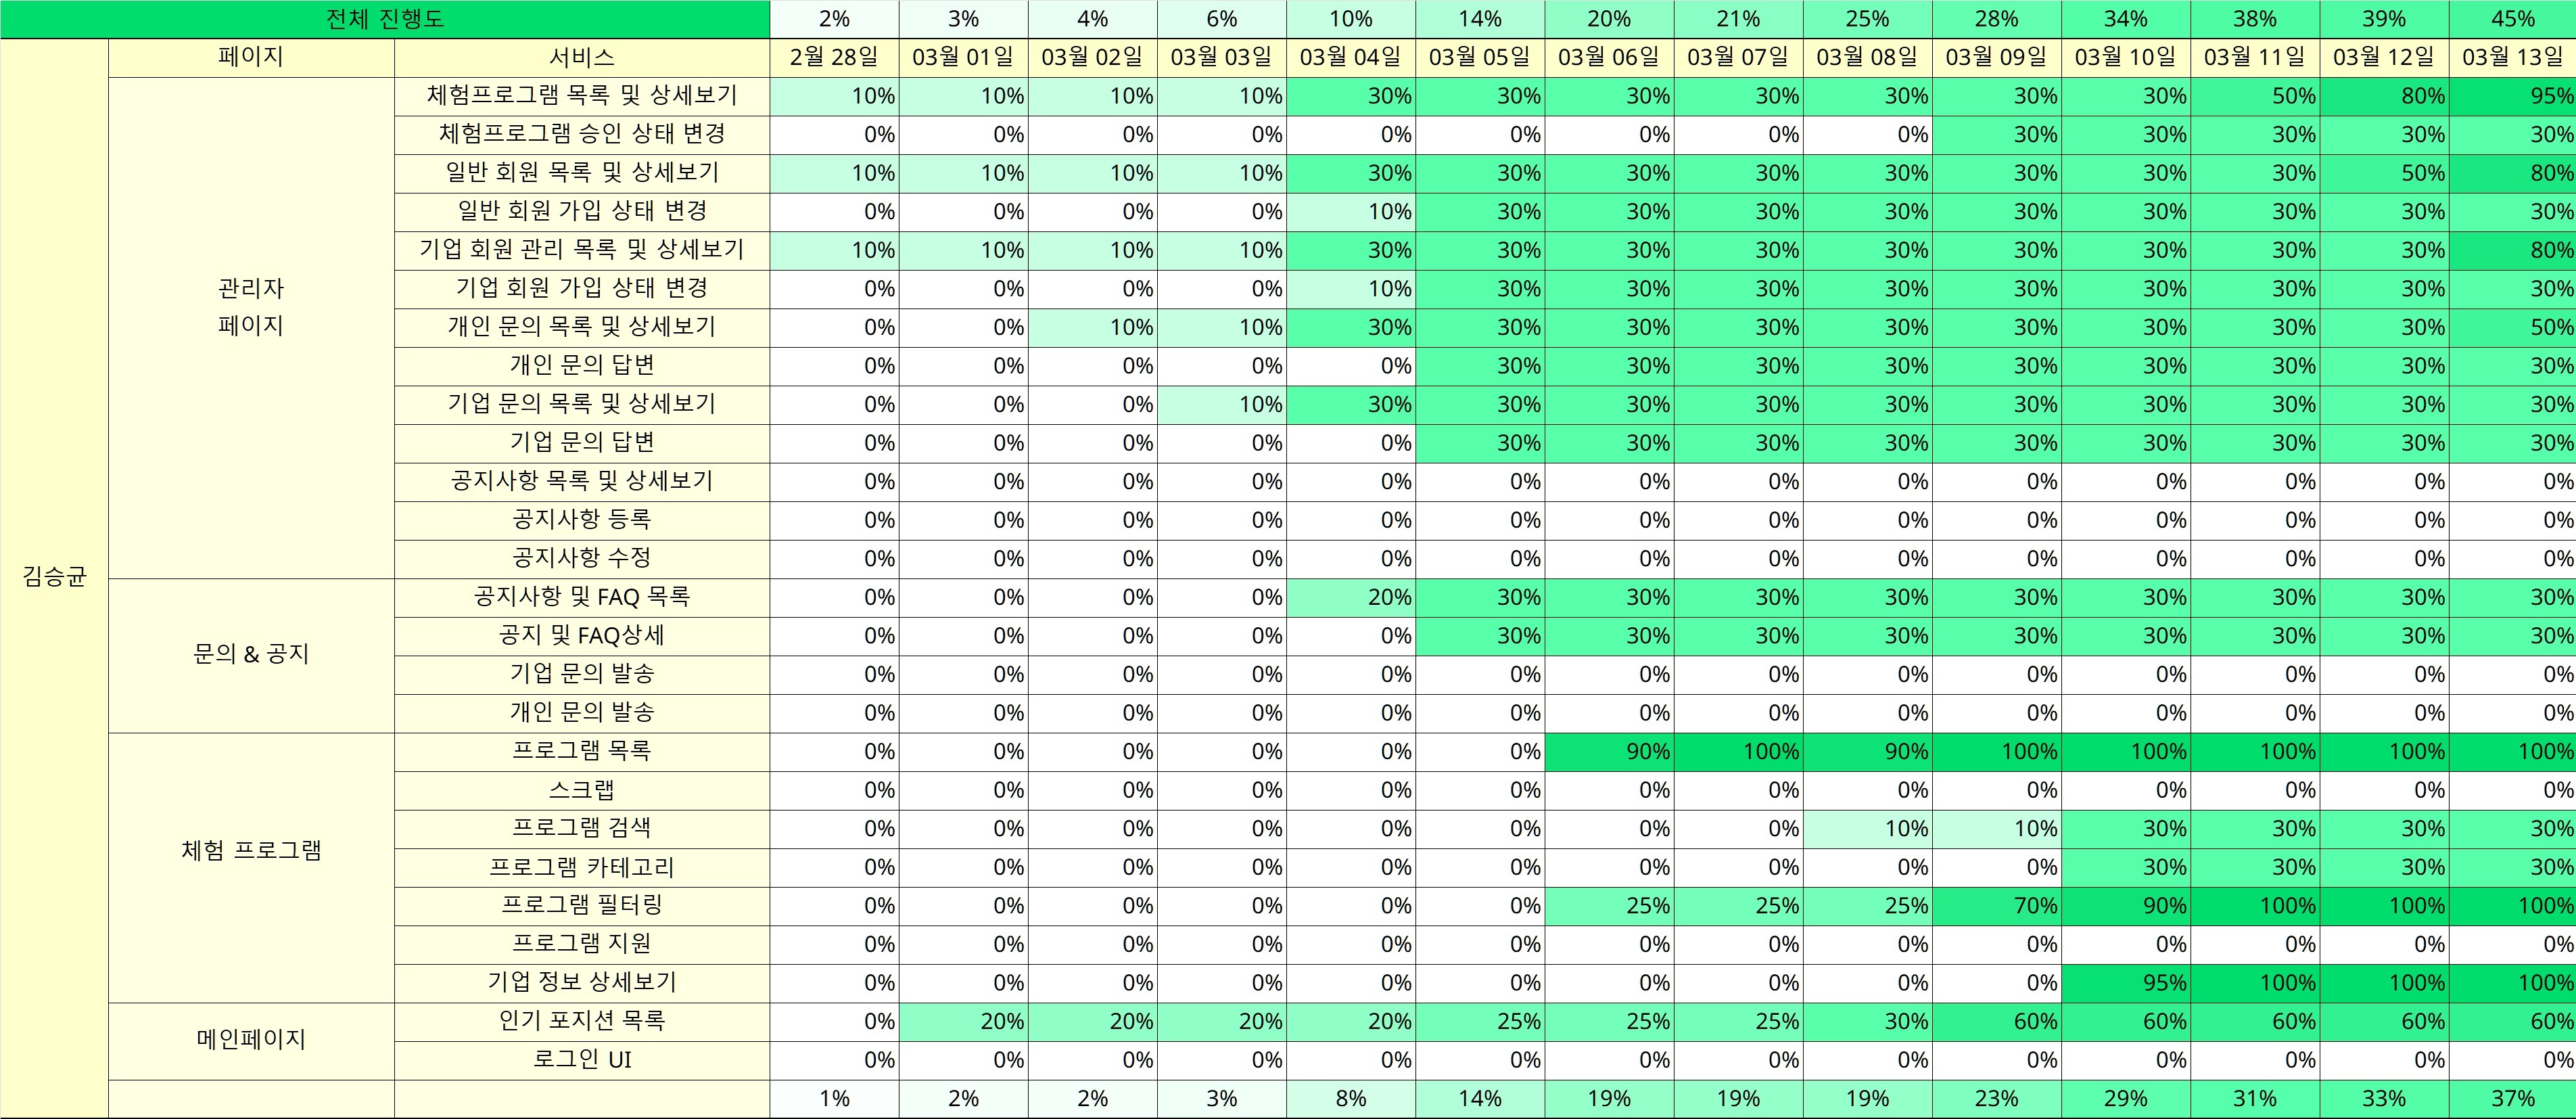 전체 진행도 2% 3% 4% 6% 10% 14% 20% 21% 25% 28% 34% 38% 39% 45%
페이지 서비스 2월 28일 03월 01일 03월 02일 03월 03일 03월 04일 03월 05일 03월 06일 03월 07일 03월 08일 03월 09일 03월 10일 03월 11일 03월 12일 03월 13일
체험프로그램 목록 및 상세보기 10% 10% 10% 10% 30% 30% 30% 30% 30% 30% 30% 50% 80% 95%
체험프로그램 승인 상태 변경 0% 0% 0% 0% 0% 0% 0% 0% 0% 30% 30% 30% 30% 30%
일반 회원 목록 및 상세보기 10% 10% 10% 10% 30% 30% 30% 30% 30% 30% 30% 30% 50% 80%
일반 회원 가입 상태 변경 0% 0% 0% 0% 10% 30% 30% 30% 30% 30% 30% 30% 30% 30%
기업 회원 관리 목록 및 상세보기 10% 10% 10% 10% 30% 30% 30% 30% 30% 30% 30% 30% 30% 80%
관리자
기업 회원 가입 상태 변경 0% 0% 0% 0% 10% 30% 30% 30% 30% 30% 30% 30% 30% 30%
페이지
개인 문의 목록 및 상세보기 0% 0% 10% 10% 30% 30% 30% 30% 30% 30% 30% 30% 30% 50%
개인 문의 답변 0% 0% 0% 0% 0% 30% 30% 30% 30% 30% 30% 30% 30% 30%
기업 문의 목록 및 상세보기 0% 0% 0% 10% 30% 30% 30% 30% 30% 30% 30% 30% 30% 30%
기업 문의 답변 0% 0% 0% 0% 0% 30% 30% 30% 30% 30% 30% 30% 30% 30%
공지사항 목록 및 상세보기 0% 0% 0% 0% 0% 0% 0% 0% 0% 0% 0% 0% 0% 0%
공지사항 등록 0% 0% 0% 0% 0% 0% 0% 0% 0% 0% 0% 0% 0% 0%
공지사항 수정 0% 0% 0% 0% 0% 0% 0% 0% 0% 0% 0% 0% 0% 0%
김승균
공지사항 및 FAQ 목록 0% 0% 0% 0% 20% 30% 30% 30% 30% 30% 30% 30% 30% 30%
공지 및 FAQ상세 0% 0% 0% 0% 0% 30% 30% 30% 30% 30% 30% 30% 30% 30%
문의 & 공지
기업 문의 발송 0% 0% 0% 0% 0% 0% 0% 0% 0% 0% 0% 0% 0% 0%
개인 문의 발송 0% 0% 0% 0% 0% 0% 0% 0% 0% 0% 0% 0% 0% 0%
프로그램 목록 0% 0% 0% 0% 0% 0% 90% 100% 90% 100% 100% 100% 100% 100%
스크랩 0% 0% 0% 0% 0% 0% 0% 0% 0% 0% 0% 0% 0% 0%
프로그램 검색 0% 0% 0% 0% 0% 0% 0% 0% 10% 10% 30% 30% 30% 30%
체험 프로그램
프로그램 카테고리 0% 0% 0% 0% 0% 0% 0% 0% 0% 0% 30% 30% 30% 30%
프로그램 필터링 0% 0% 0% 0% 0% 0% 25% 25% 25% 70% 90% 100% 100% 100%
프로그램 지원 0% 0% 0% 0% 0% 0% 0% 0% 0% 0% 0% 0% 0% 0%
기업 정보 상세보기 0% 0% 0% 0% 0% 0% 0% 0% 0% 0% 95% 100% 100% 100%
인기 포지션 목록 0% 20% 20% 20% 20% 25% 25% 25% 30% 60% 60% 60% 60% 60%
메인페이지
로그인 UI 0% 0% 0% 0% 0% 0% 0% 0% 0% 0% 0% 0% 0% 0%
1% 2% 2% 3% 8% 14% 19% 19% 19% 23% 29% 31% 33% 37%